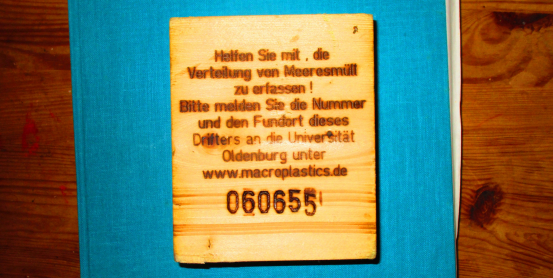 Helfen Sie mit, die
Verteilung von Meeresmüll
zu erfassen!
Bitte melden Sie die Nummer
und den Fundort dieses
Drifters an die Universität
Oldenburg unter
www.macroplastics.de
060655